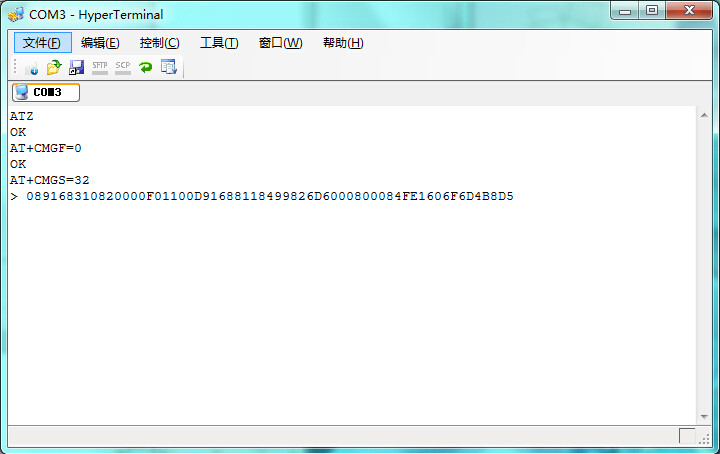 COM3 - HyperTerminal
文件(F) 编辑(E) 控制(C) 工具(T) 窗口(W) 帮助(H)
SFTP SCP
COM3
ATZ
OK
AT+CMGF=0
OK
AT+CMGS=32
> 089168310820000F01100D91688118499826D6000800084FE1606F6D4B8D5